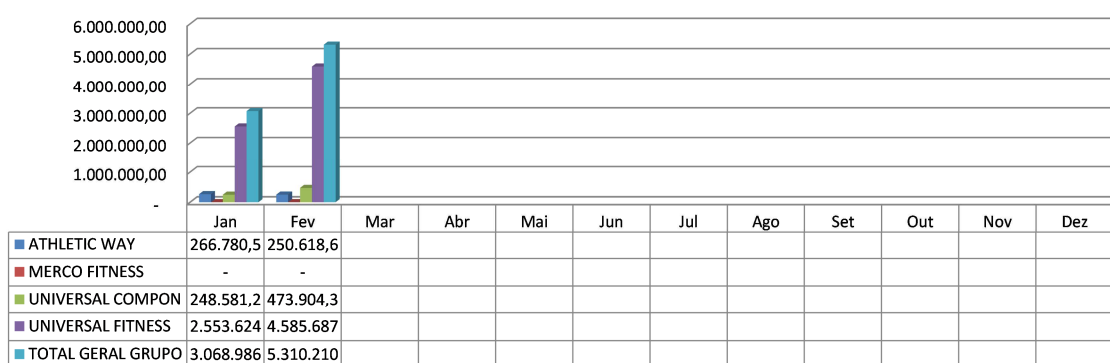 6.000.000,00
5.000.000,00
4.000.000,00
3.000.000,00
2.000.000,00
1.000.000,00
-
Jan Fev Mar Abr Mai Jun Jul Ago Set Out Nov Dez
ATHLETIC WAY 266.780,5 250.618,6
MERCO FITNESS - -
UNIVERSAL COMPON 248.581,2 473.904,3
UNIVERSAL FITNESS 2.553.624 4.585.687
TOTAL GERAL GRUPO 3.068.986 5.310.210